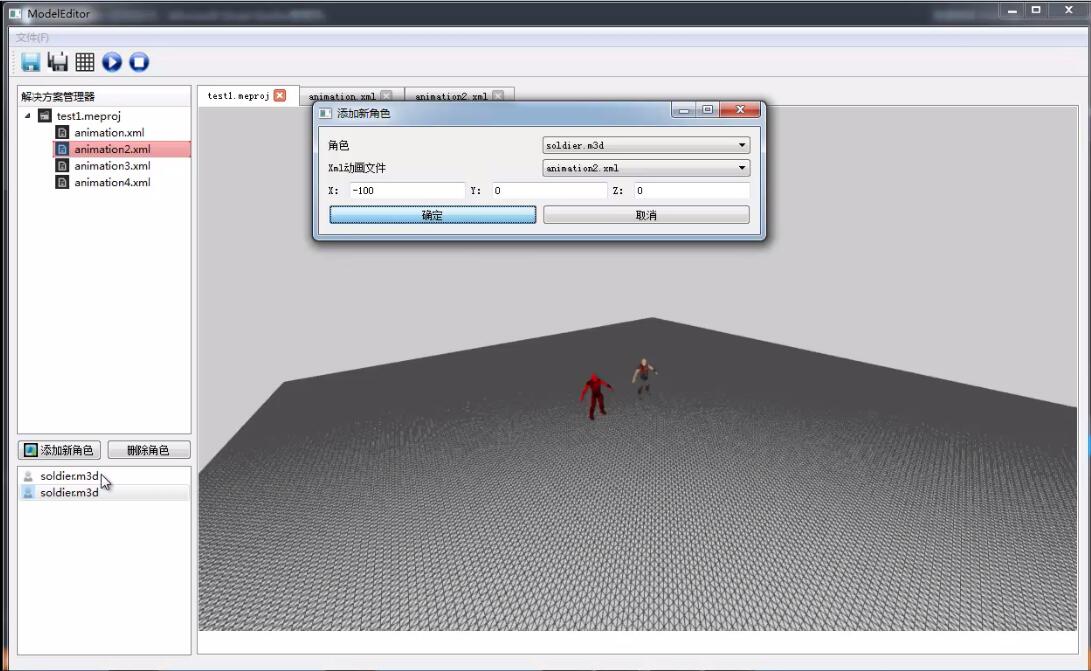 ModelEditor
文件(F)
解决方案管理器
test1.meproj
animation.xml
animation2.xml
animation3.xml
animation4.xml
添加新角色 删除角色
soldier.m3d
soldier.m3d
test1.meproj animation.xml animation2.xml
添加新角色
角色 soldier.m3d
Xml动画文件 animation2.xml
X: -100 Y: 0 Z: 0
确定 取消